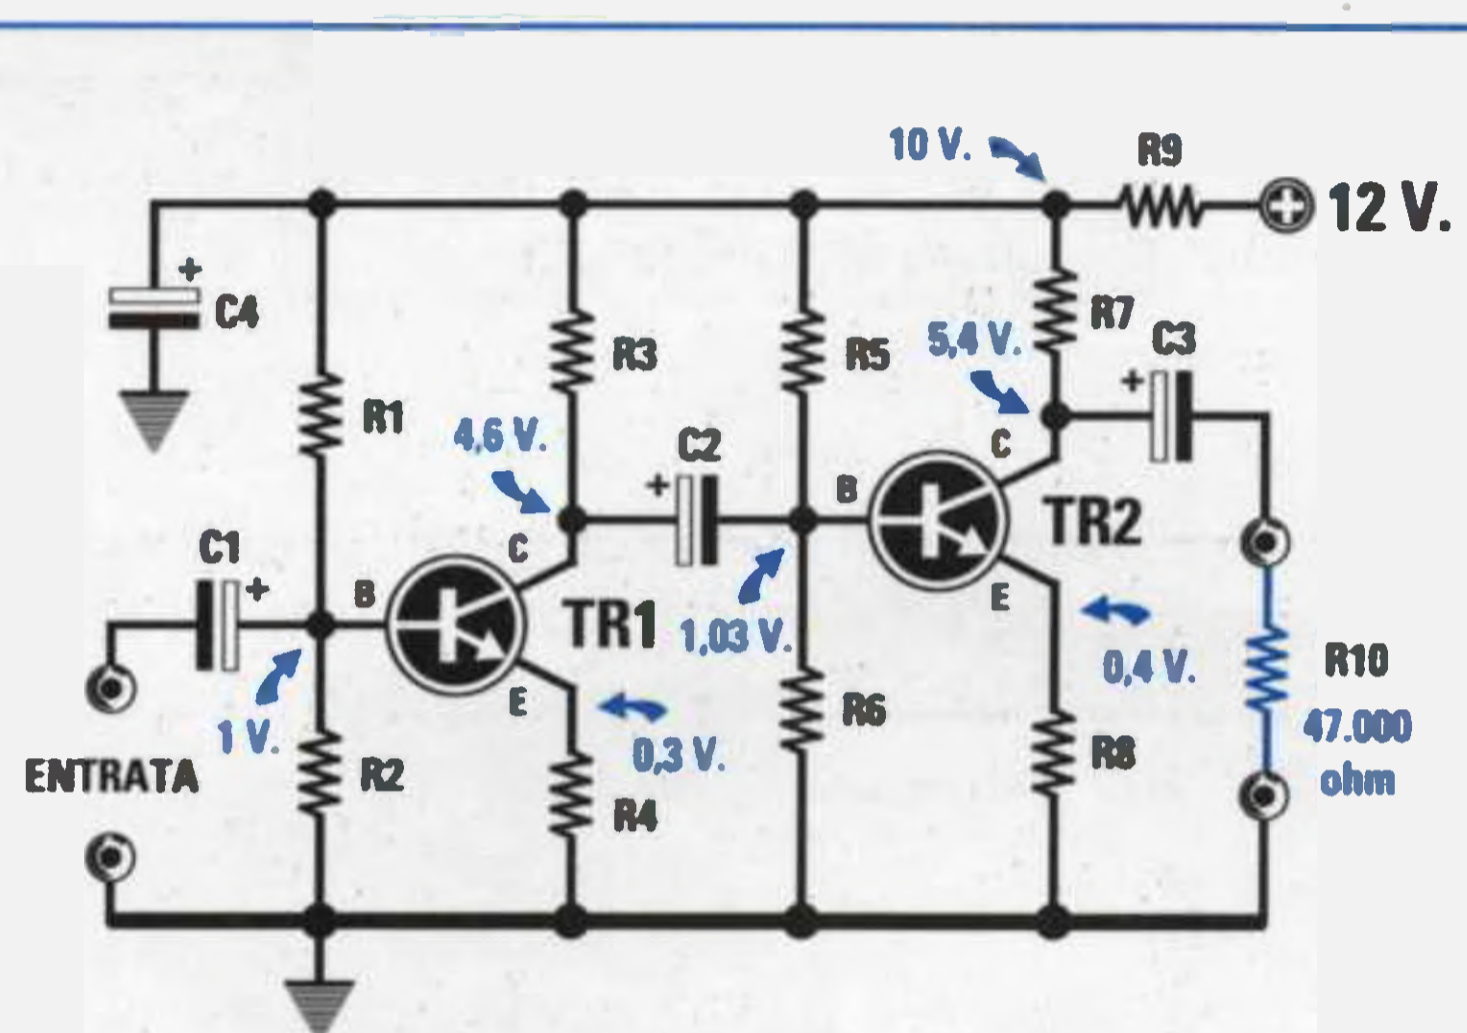 10 V.
R9
12 V.
+
C4
R3
R5
5,4 V.
R7
C3
+
R1
4,6 V.
C2
+
C
B
TR2
C1
+
C
B
E
TR1
1,03 V.
0,4 V.
R10
47.000
ohm
1 V.
E
R6
0,3 V.
R8
ENTRATA
R2
R4